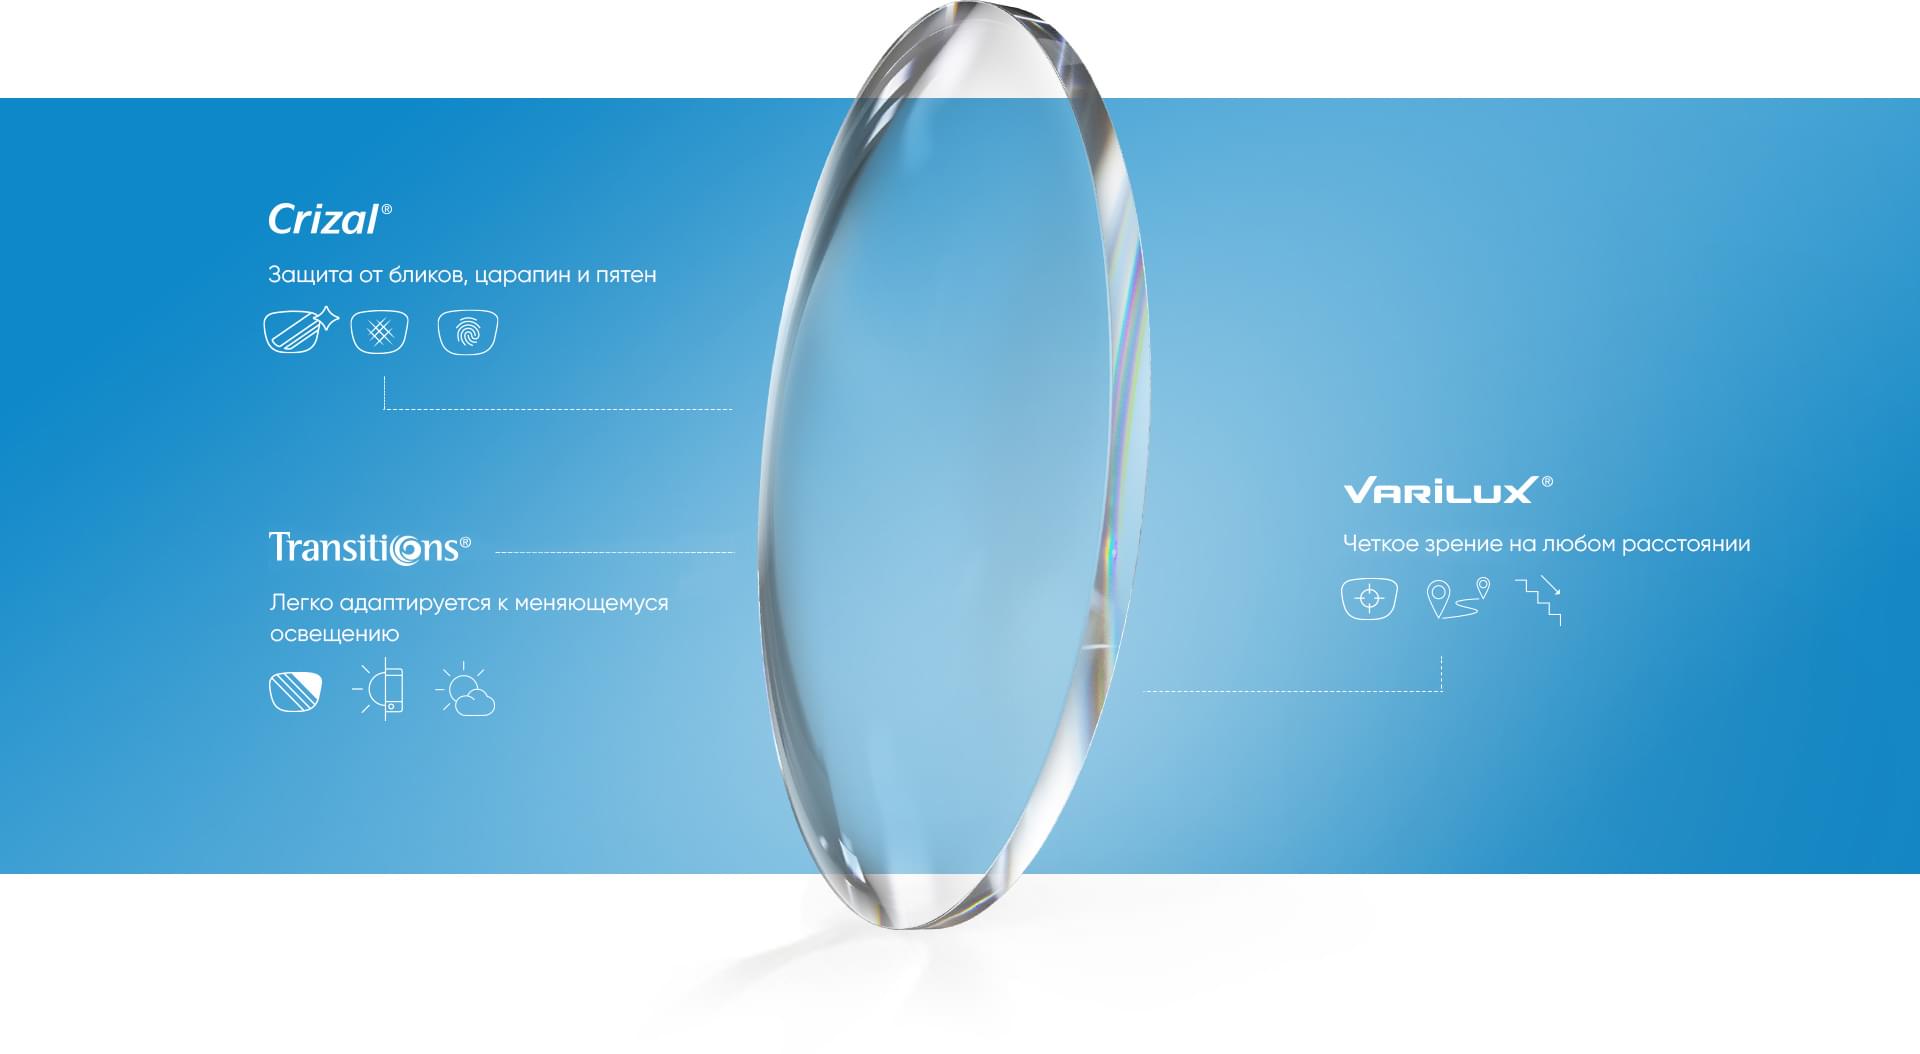 Crizal®
Защита от бликов, царапин и пятен
Transitions®
Легко адаптируется к меняющемуся
освещению
VARiLUX®
Четкое зрение на любом расстоянии